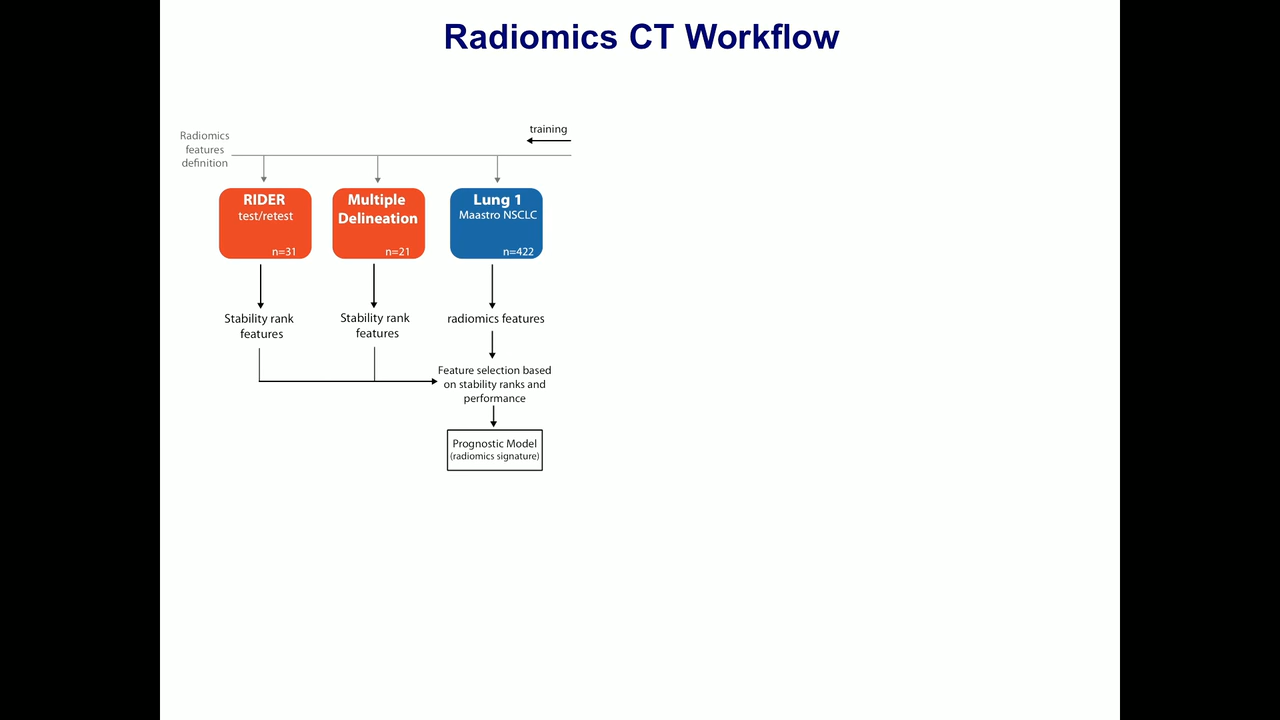 Radiomics CT Workflow
training
Radiomics
features
definition
RIDER
test/retest
n=31
Multiple
Delineation
n=21
Lung 1
Maastro NSCLC
n=422
Stability rank
features
Stability rank
features
radiomics features
Feature selection based
on stability ranks and
performance
Prognostic Model
(radiomics signature)